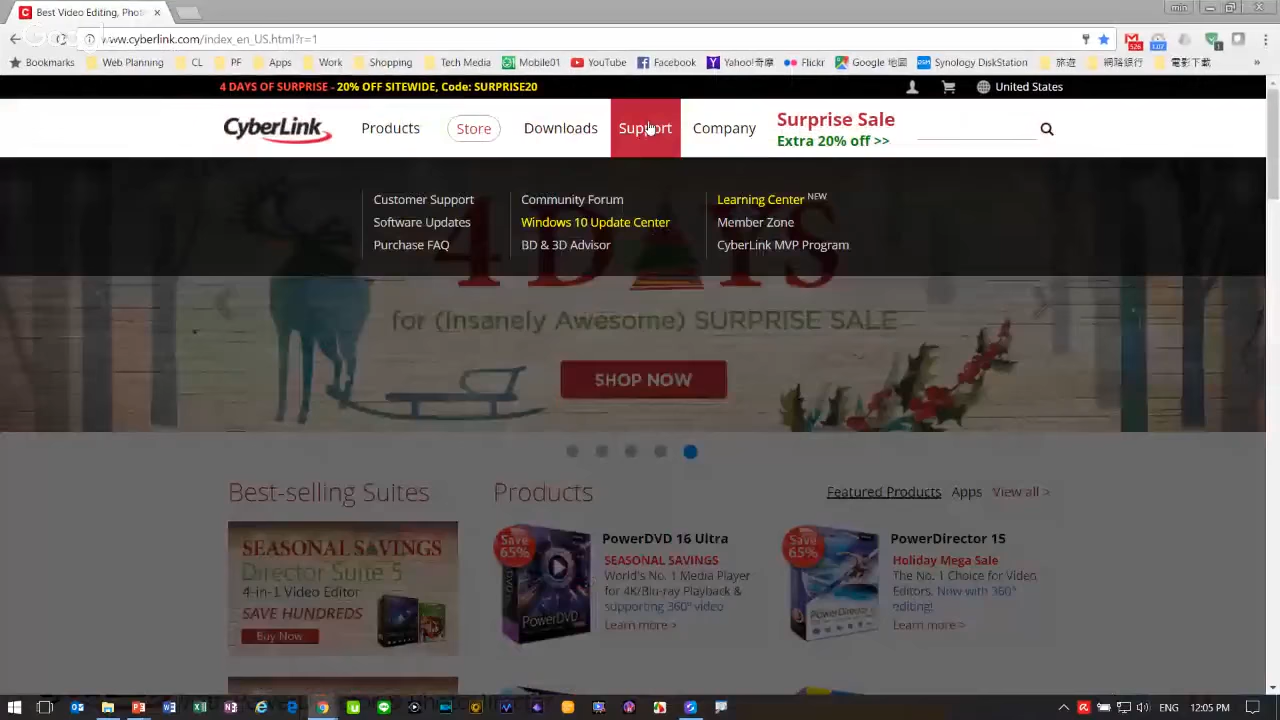 Best Video Editing, Phot
min
www.cyberlink.com/index_en_US.html?r=1
Bookmarks Web Planning CL PF Apps Shopping Work Tech Media Mobile01 YouTube Facebook Yahoo!奇摩 Flickr Google 地圖 Synology DiskStation 旅遊 網路銀行 電影下載 »
4 DAYS OF SURPRISE - 20% OFF SITEWIDE, Code: SURPRISE20
United States
CyberLink Products Store Downloads Support Company
Surprise Sale
Extra 20% off >>
Customer Support Community Forum Learning Center NEW
Software Updates Windows 10 Update Center Member Zone
Purchase FAQ BD & 3D Advisor CyberLink MVP Program
4 DAYS
for (Insanely Awesome) SURPRISE SALE
SHOP NOW
Best-selling Suites
Products
Featured Products Apps View all >
SEASONAL SAVINGS
Director Suite 5
4-in-1 Video Editor
SAVE HUNDREDS
Buy Now
Save
65%
PowerDVD
PowerDVD 16 Ultra
SEASONAL SAVINGS
World's No. 1 Media Player
for 4K/Blu-ray Playback &
supporting 360° video
Learn more >
Save
65%
PowerDirector
PowerDirector 15
Holiday Mega Sale
The No. 1 Choice for Video
Editors. Now with 360°
editing!
Learn more >
ENG 12:05 PM